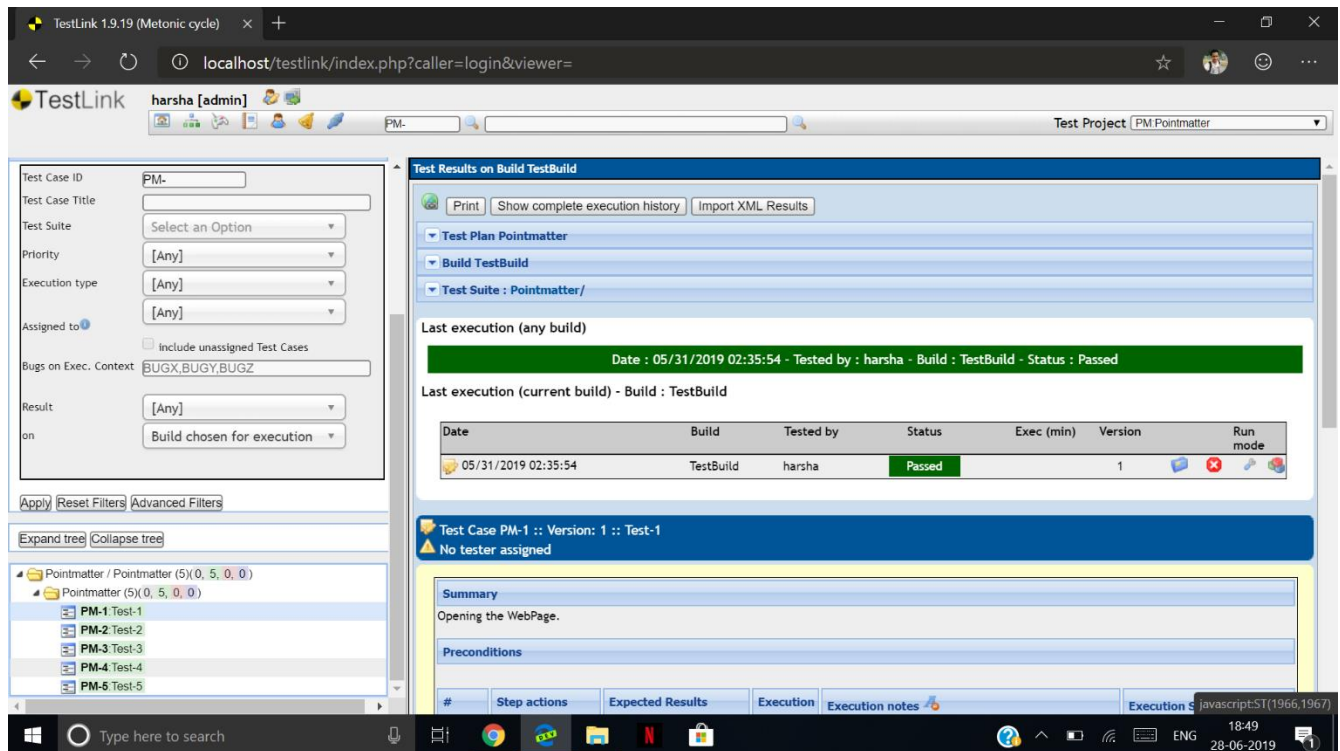 TestLink 1.9.19 (Metonic cycle)
localhost/testlink/index.php?caller=login&viewer=
TestLink harsha [admin]
PM- Test Project PM:Pointmatter
Test Case ID PM-
Test Case Title
Test Suite Select an Option
Priority [Any]
Execution type [Any]
[Any]
Assigned to
include unassigned Test Cases
Bugs on Exec. Context BUGX,BUGY,BUGZ
Result [Any]
on Build chosen for execution
Apply Reset Filters Advanced Filters
Expand tree Collapse tree
Pointmatter / Pointmatter (5)(0, 5, 0, 0)
Pointmatter (5)(0, 5, 0, 0)
PM-1:Test-1
PM-2:Test-2
PM-3:Test-3
PM-4:Test-4
PM-5:Test-5
Test Results on Build TestBuild
Print Show complete execution history Import XML Results
Test Plan Pointmatter
Build TestBuild
Test Suite : Pointmatter/
Last execution (any build)
Date : 05/31/2019 02:35:54 - Tested by : harsha - Build : TestBuild - Status : Passed
Last execution (current build) - Build : TestBuild
Date Build Tested by Status Exec (min) Version Run mode
05/31/2019 02:35:54 TestBuild harsha Passed 1
Test Case PM-1 :: Version: 1 :: Test-1
No tester assigned
Summary
Opening the WebPage.
Preconditions
# Step actions Expected Results Execution Execution notes Execution
javascript:ST(1966,1967)
Type here to search
ENG
18:49
28-06-2019
1